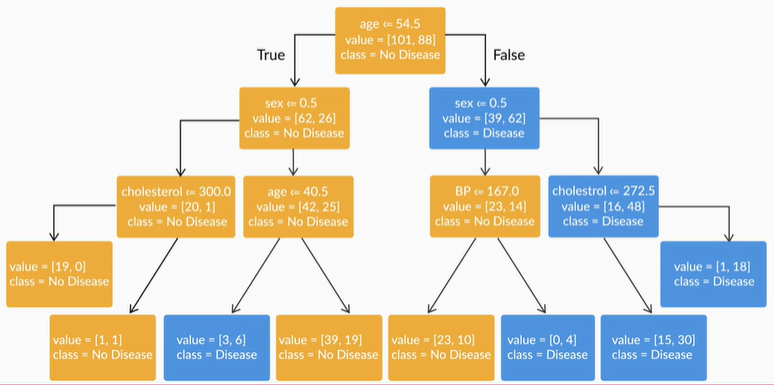 age <= 54.5
value = [101, 88]
class = No Disease
True
False
sex <= 0.5
value = [62, 26]
class = No Disease
sex <= 0.5
value = [39, 62]
class = Disease
cholesterol <= 300.0
value = [20, 1]
class = No Disease
age <= 40.5
value = [42, 25]
class = No Disease
BP <= 167.0
value = [23, 14]
class = No Disease
cholestrol <= 272.5
value = [16, 48]
class = Disease
value = [19, 0]
class = No Disease
value = [1, 18]
class = Disease
value = [1, 1]
class = No Disease
value = [3, 6]
class = Disease
value = [39, 19]
class = No Disease
value = [23, 10]
class = No Disease
value = [0, 4]
class = Disease
value = [15, 30]
class = Disease